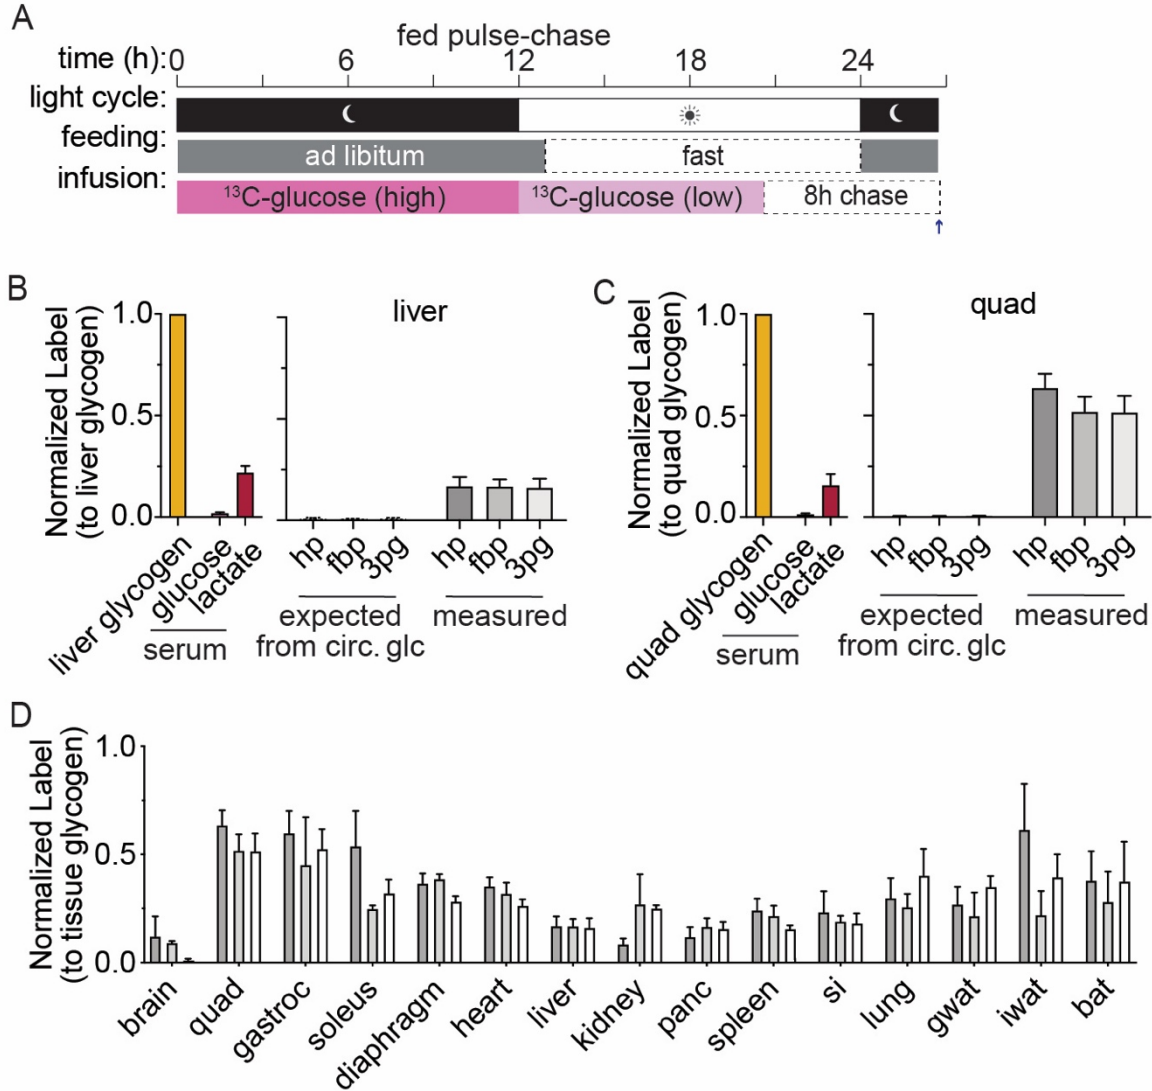 A
fed pulse-chase
time (h): 0 6 12 18 24
light cycle:
feeding: ad libitum fast
infusion: ¹³C-glucose (high) ¹³C-glucose (low) 8h chase
↑
B
liver
Normalized Label
(to liver glycogen)
1.0
0.5
0.0
liver glycogen glucose lactate hp fbp 3pg hp fbp 3pg
serum
expected
from circ. glc
measured
C
quad
Normalized Label
(to quad glycogen)
1.0
0.5
0.0
quad glycogen glucose lactate hp fbp 3pg hp fbp 3pg
serum
expected
from circ. glc
measured
D
Normalized Label
(to tissue glycogen)
1.0
0.5
0.0
brain quad gastroc soleus diaphragm heart liver kidney panc spleen si lung gwat iwat bat